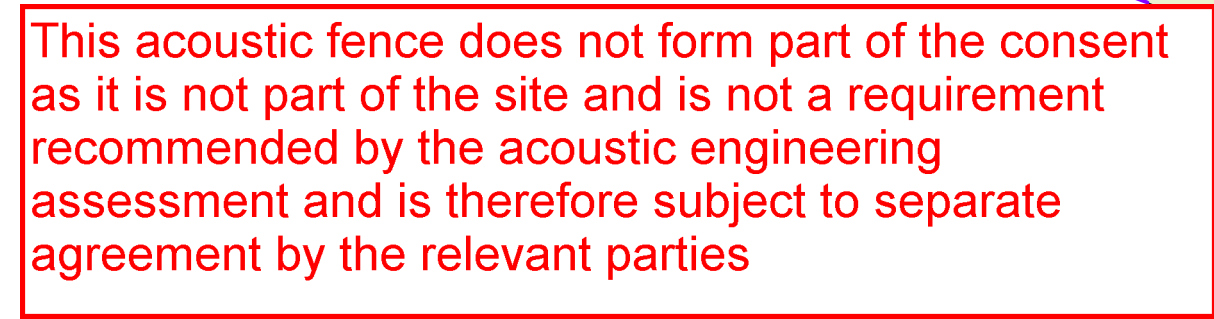 This acoustic fence does not form part of the consent
as it is not part of the site and is not a requirement
recommended by the acoustic engineering
assessment and is therefore subject to separate
agreement by the relevant parties